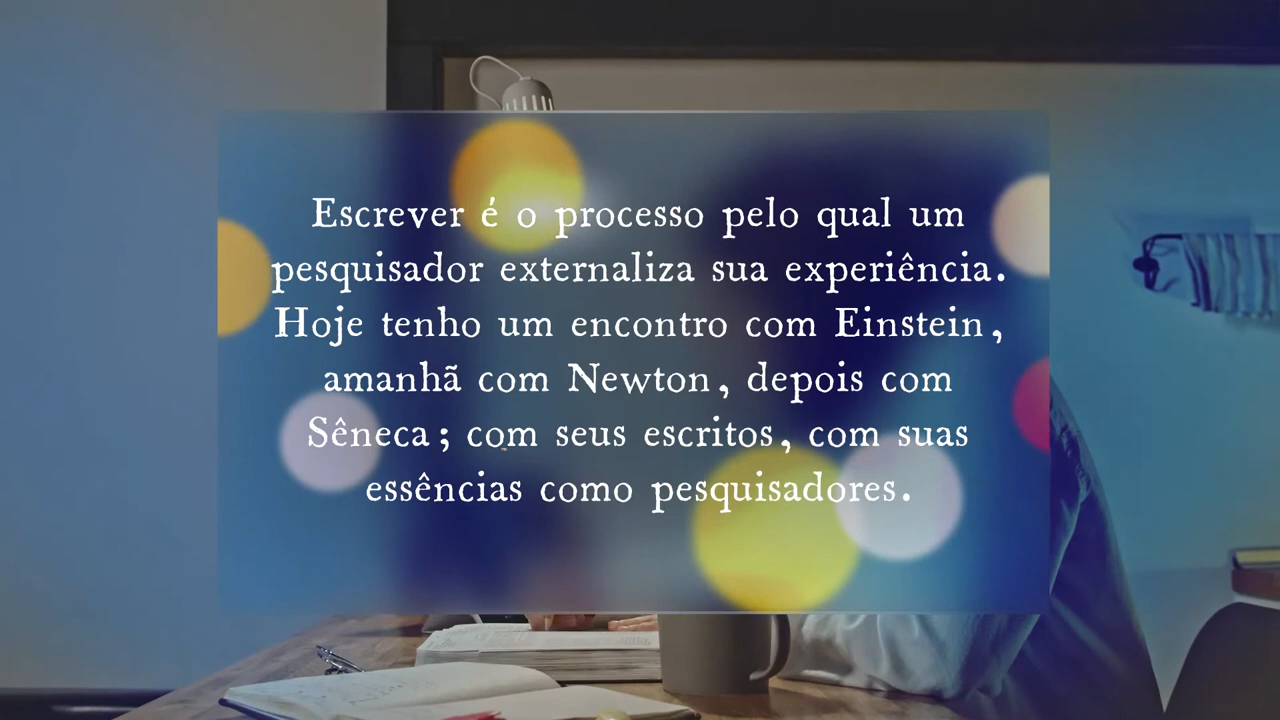 Escrever é o processo pelo qual um
pesquisador externaliza sua experiência.
Hoje tenho um encontro com Einstein,
amanhã com Newton, depois com
Sêneca; com seus escritos, com suas
essências como pesquisadores.